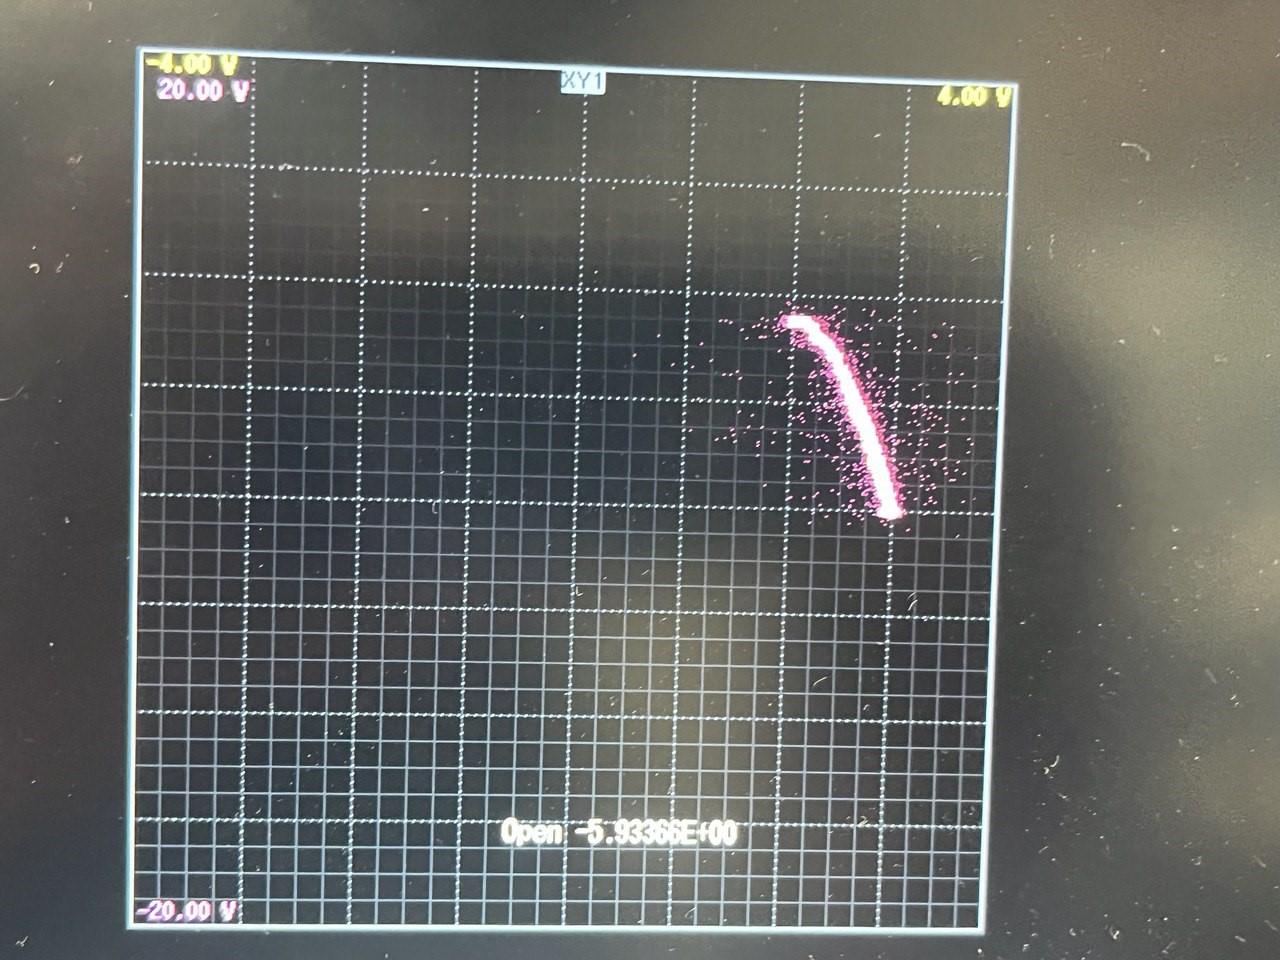 -4.00 V
XY1
4.00 V
20.00 V
Open -5.93366E+00
-20.00 V